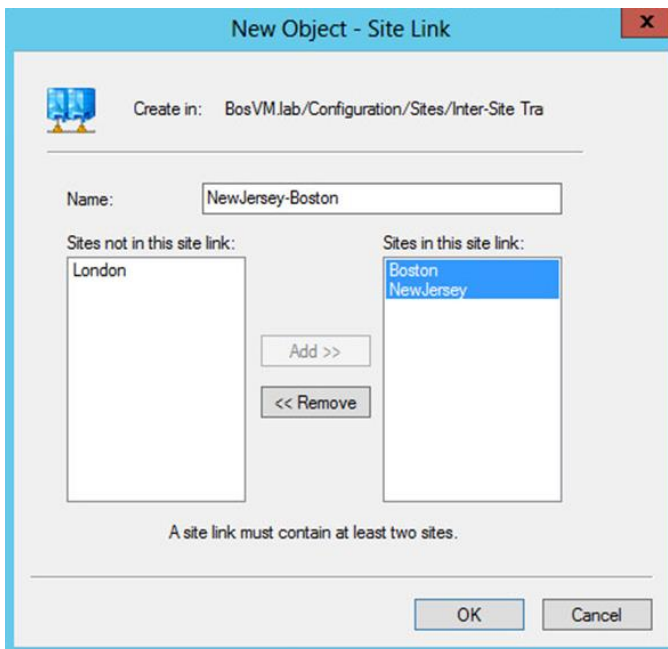 New Object - Site Link
x
Create in: BosVM.lab/Configuration/Sites/Inter-Site Tra
Name: NewJersey-Boston
Sites not in this site link: Sites in this site link:
London Boston
NewJersey
Add >>
<< Remove
A site link must contain at least two sites.
OK Cancel